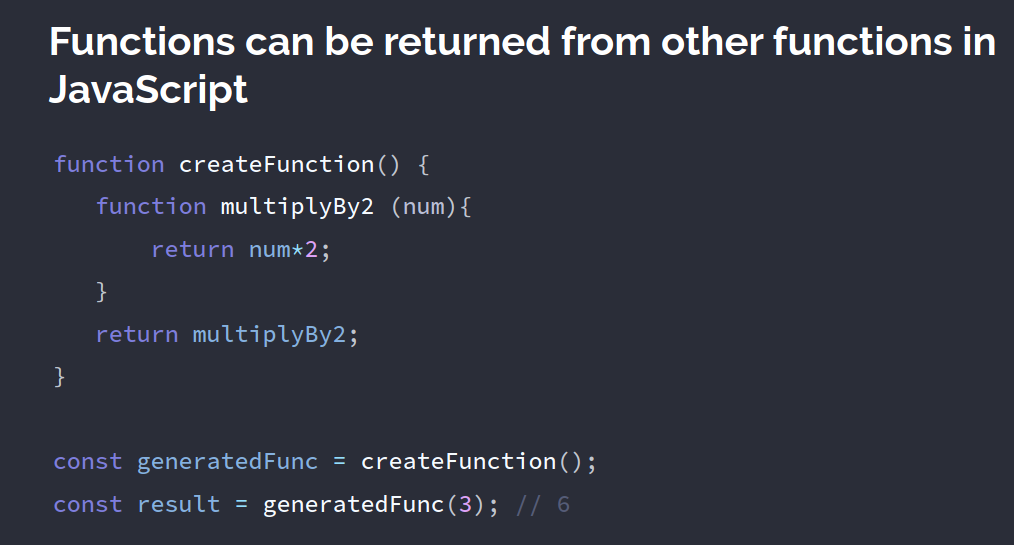 Functions can be returned from other functions in
JavaScript
function createFunction() {
function multiplyBy2 (num){
return num*2;
}
return multiplyBy2;
}
const generatedFunc = createFunction();
const result = generatedFunc(3); // 6